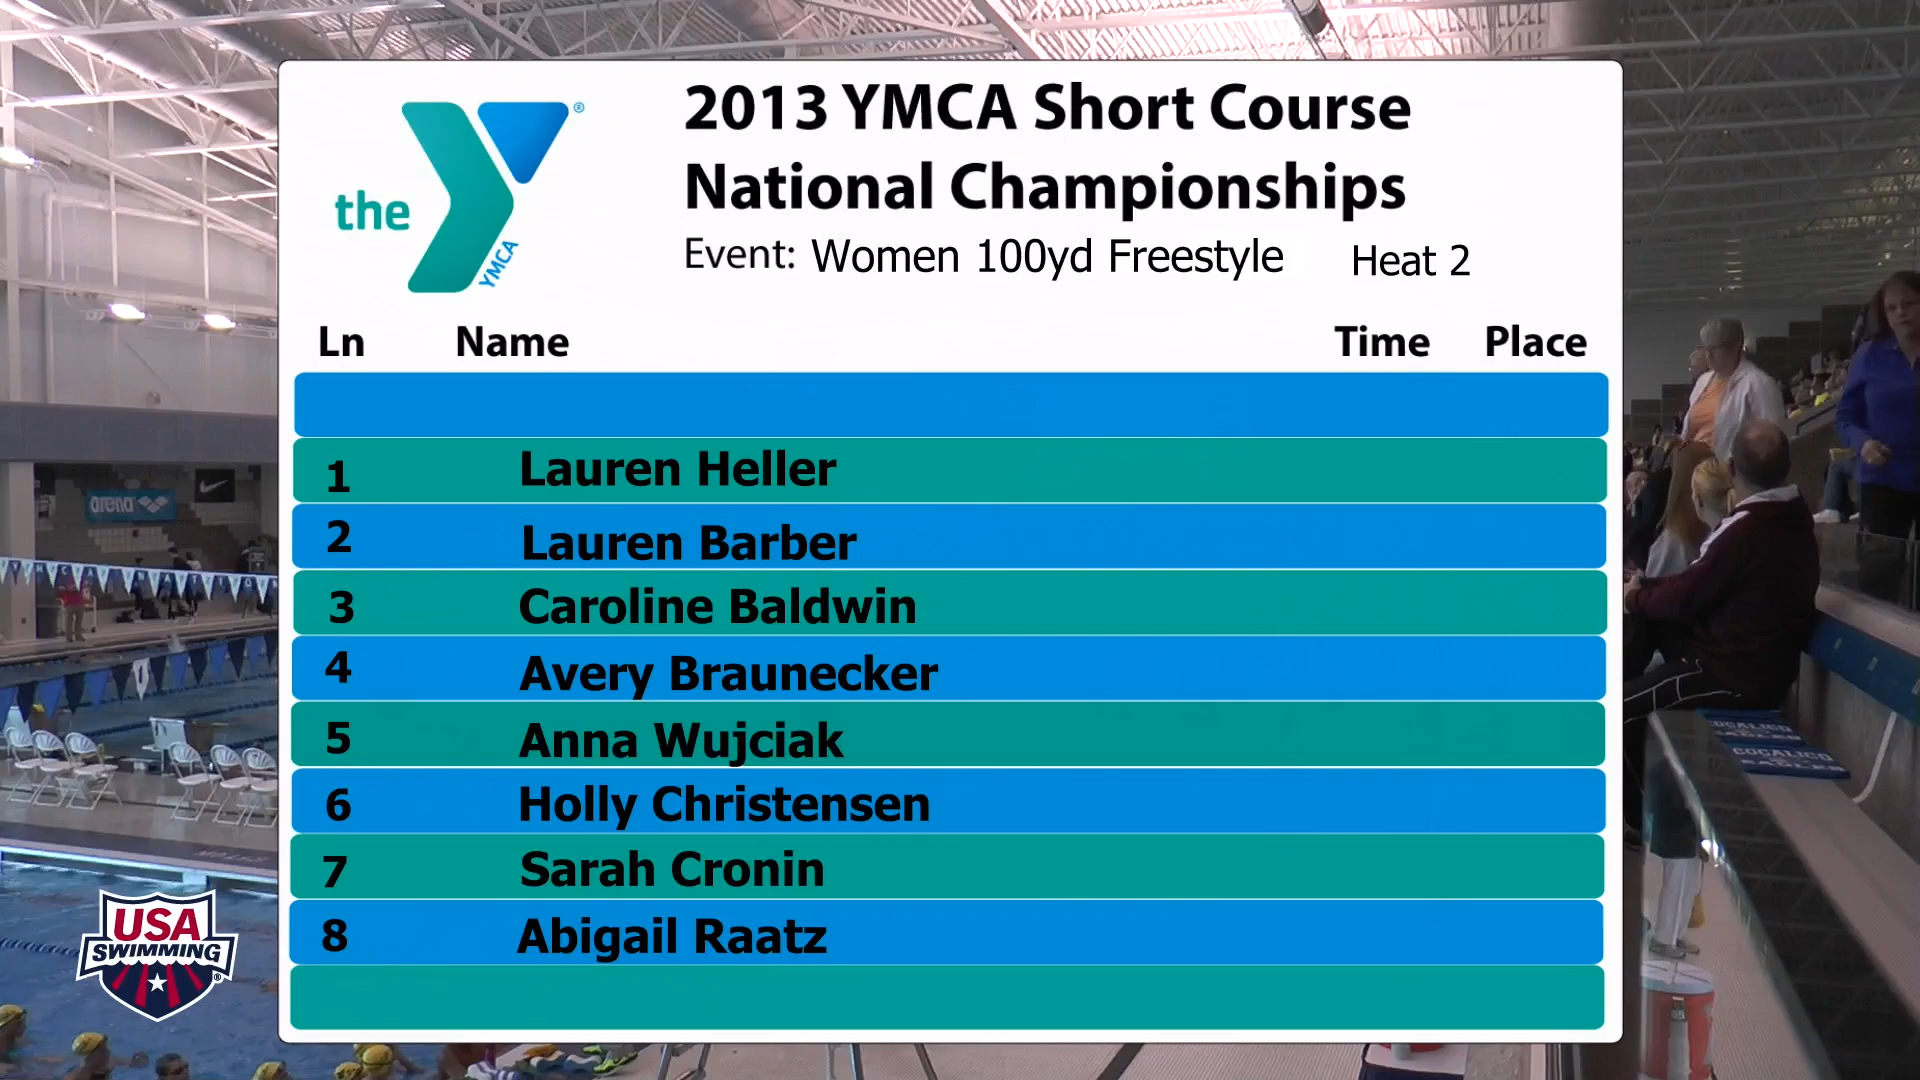 2013 YMCA Short Course
National Championships
the
YMCA
®
Event: Women 100yd Freestyle Heat 2
Ln Name Time Place
1 Lauren Heller
2 Lauren Barber
3 Caroline Baldwin
4 Avery Braunecker
5 Anna Wujciak
6 Holly Christensen
7 Sarah Cronin
8 Abigail Raatz
arena
COCALICO
EAGLES
USA
SWIMMING®